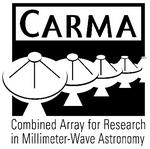 CARMA
Combined Array for Research
in Millimeter-Wave Astronomy